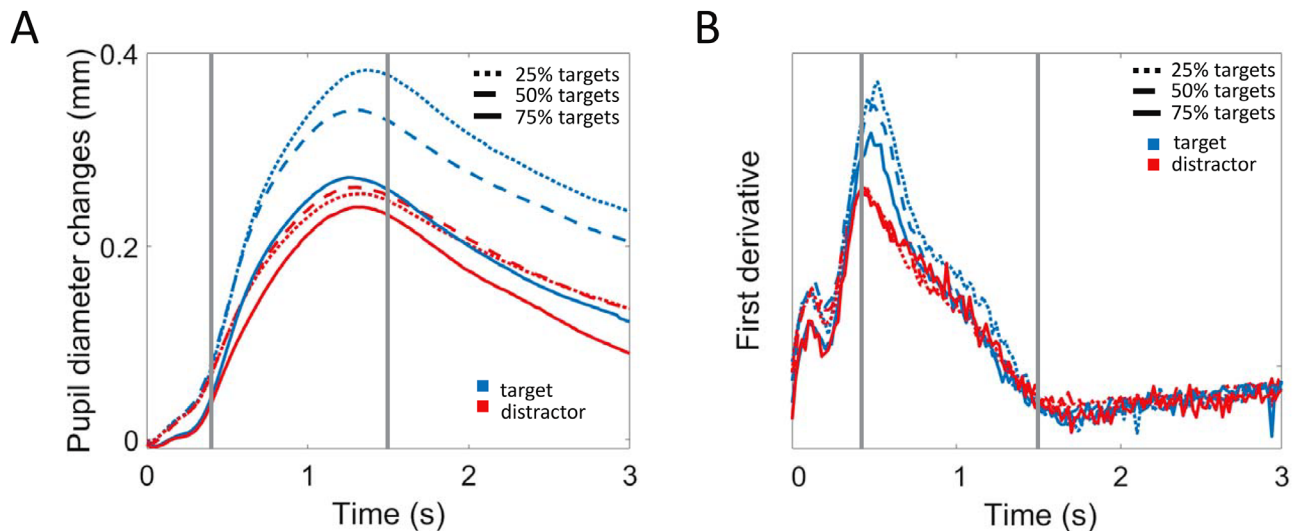 A
Pupil diameter changes (mm)
0.4
0.2
0
25% targets
50% targets
75% targets
target
distractor
0
1
2
3
Time (s)
B
First derivative
25% targets
50% targets
75% targets
target
distractor
0
1
2
3
Time (s)